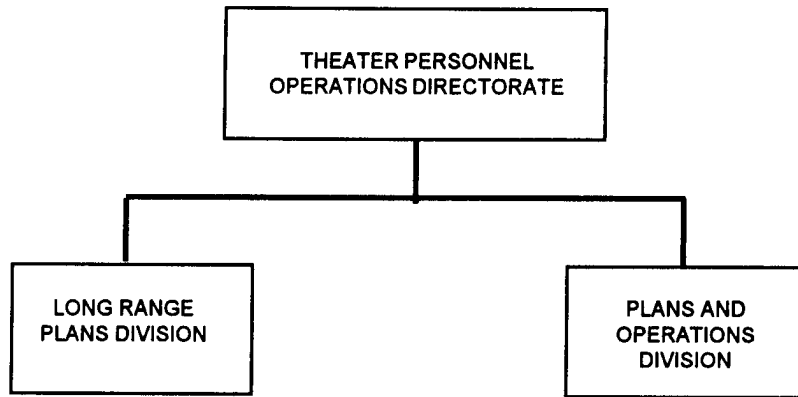 THEATER PERSONNEL
OPERATIONS DIRECTORATE
LONG RANGE
PLANS DIVISION
PLANS AND
OPERATIONS
DIVISION